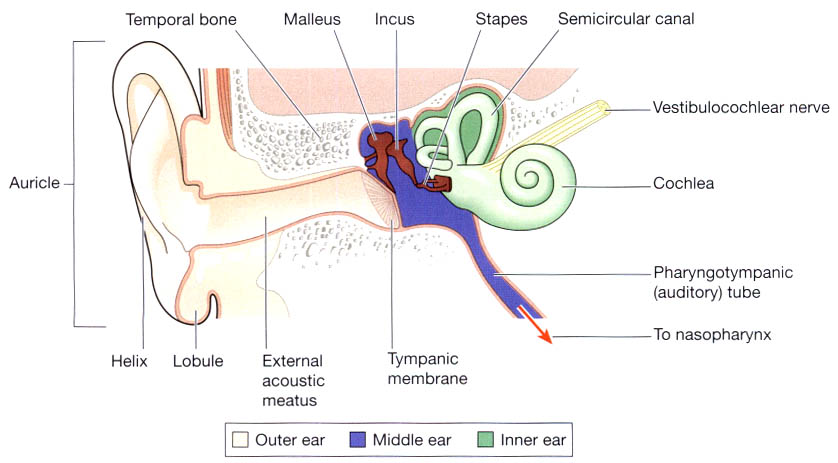 Temporal bone
Malleus
Incus
Stapes
Semicircular canal
Vestibulocochlear nerve
Auricle
Cochlea
Pharyngotympanic
(auditory) tube
To nasopharynx
Helix
Lobule
External
acoustic
meatus
Tympanic
membrane
Outer ear
Middle ear
Inner ear